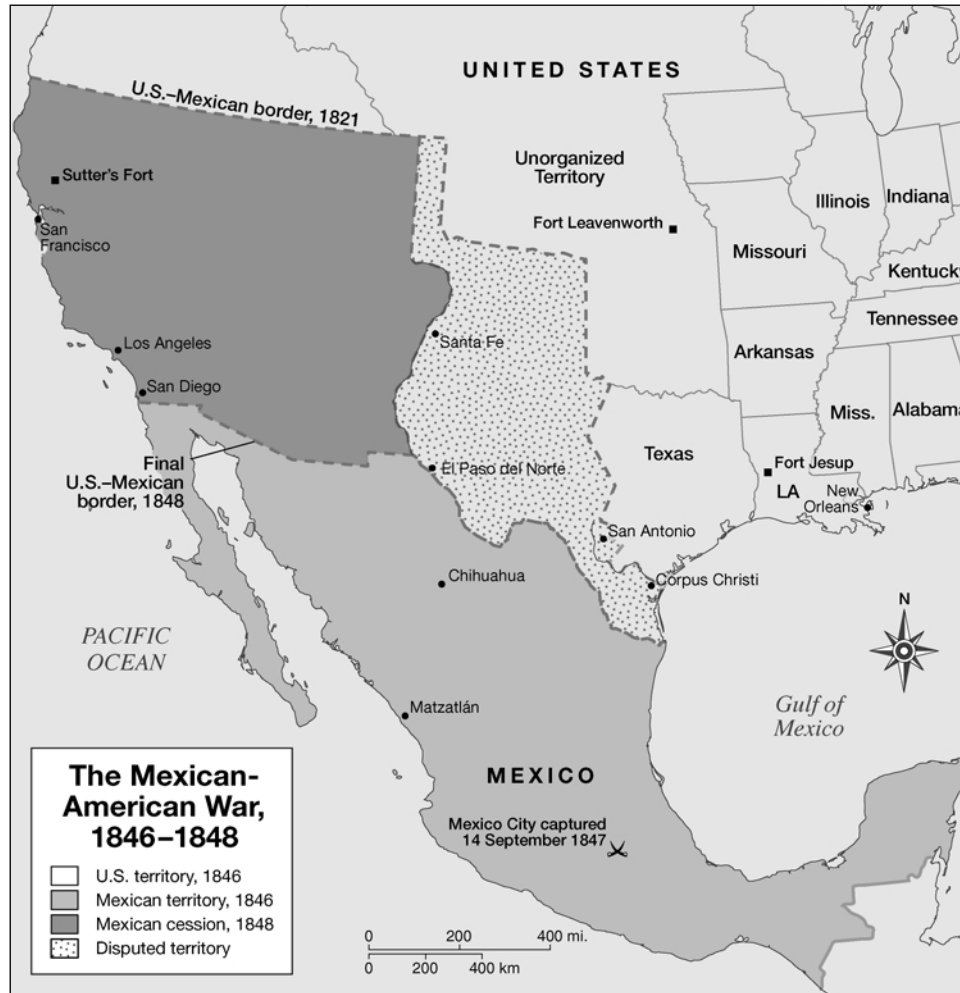 UNITED STATES
U.S.–Mexican border, 1821
Unorganized
Territory
Sutter's Fort
Illinois
Indiana
Fort Leavenworth
San
Francisco
Missouri
Kentucky
Tennessee
Santa Fe
Los Angeles
Arkansas
San Diego
Miss.
Alabama
Texas
Final
U.S.–Mexican
border, 1848
El Paso del Norte
Fort Jesup
LA
New
Orleans
San Antonio
Chihuahua
Corpus Christi
N
PACIFIC
OCEAN
Matzatlán
Gulf of
Mexico
MEXICO
Mexico City captured
14 September 1847
The Mexican-
American War,
1846–1848
U.S. territory, 1846
Mexican territory, 1846
Mexican cession, 1848
Disputed territory
0 200 400 mi.
0 200 400 km